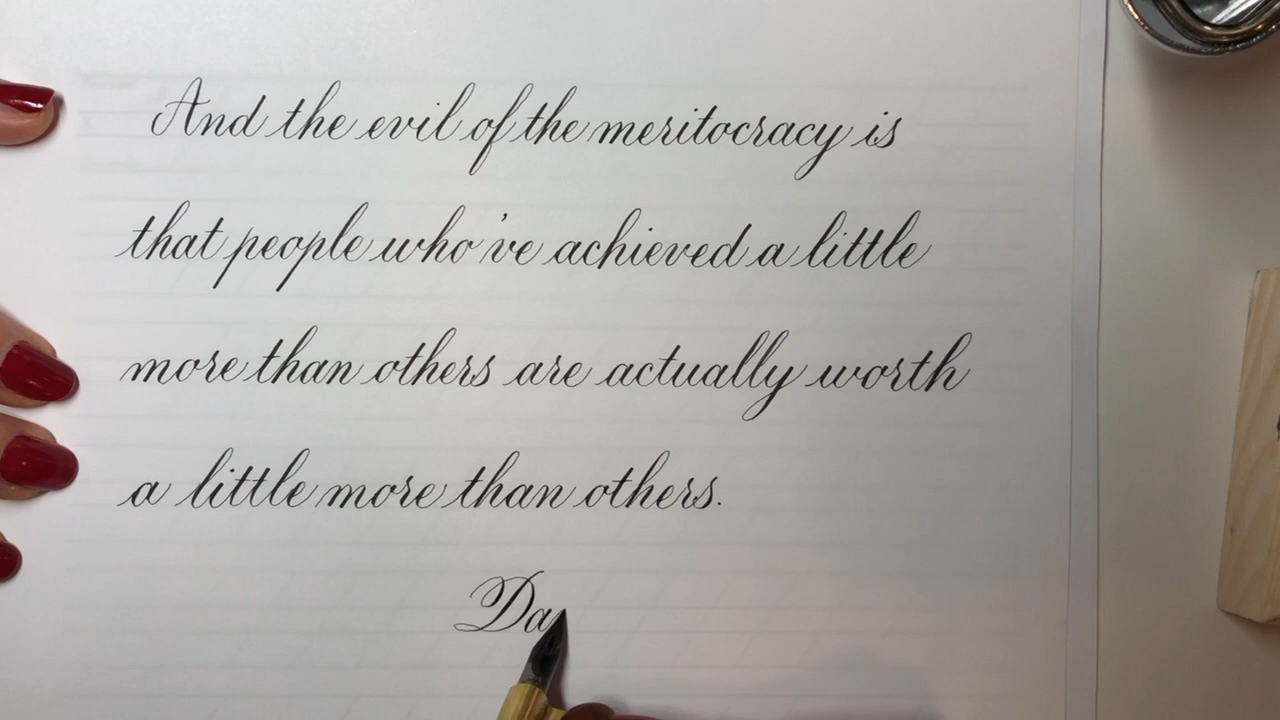 And the evil of the meritocracy is
that people who've achieved a little
more than others are actually worth
a little more than others.
Da